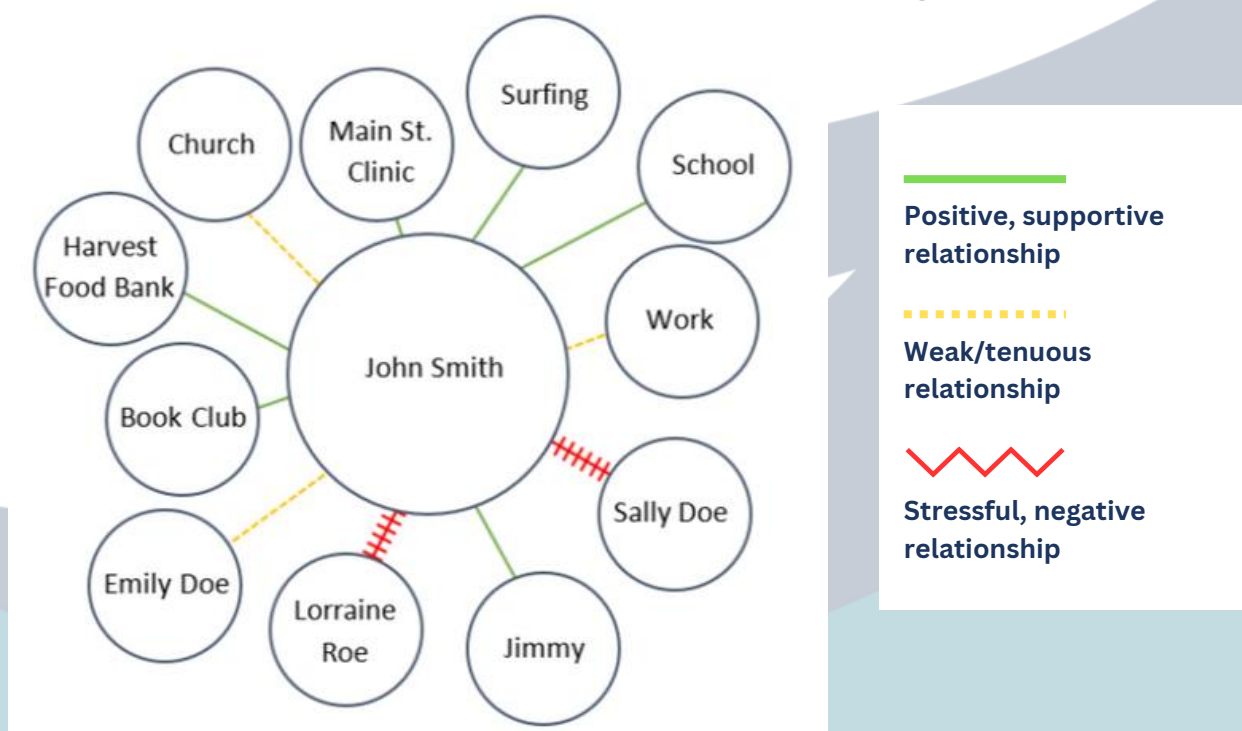 Surfing
Church
Main St.
Clinic
School
Harvest
Food Bank
Work
John Smith
Book Club
Sally Doe
Emily Doe
Lorraine
Roe
Jimmy
Positive, supportive
relationship
Weak/tenuous
relationship
Stressful, negative
relationship